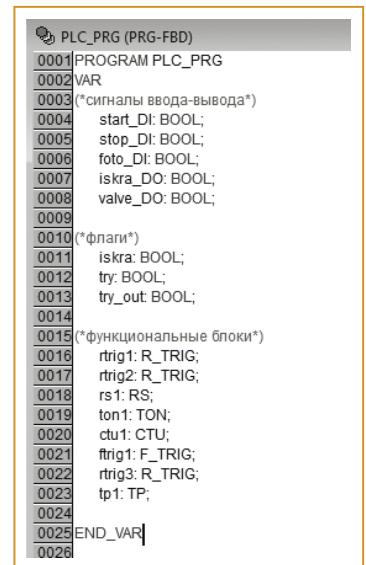 PLC_PRG (PRG-FBD)
0001 PROGRAM PLC_PRG
0002 VAR
0003 (*сигналы ввода-вывода*)
0004 start_DI: BOOL;
0005 stop_DI: BOOL;
0006 foto_DI: BOOL;
0007 iskra_DO: BOOL;
0008 valve_DO: BOOL;
0009
0010 (*флаги*)
0011 iskra: BOOL;
0012 try: BOOL;
0013 try_out: BOOL;
0014
0015 (*функциональные блоки*)
0016 rtrig1: R_TRIG;
0017 rtrig2: R_TRIG;
0018 rs1: RS;
0019 ton1: TON;
0020 ctu1: CTU;
0021 ftrig1: F_TRIG;
0022 rtrig3: R_TRIG;
0023 tp1: TP;
0024
0025 END_VAR
0026